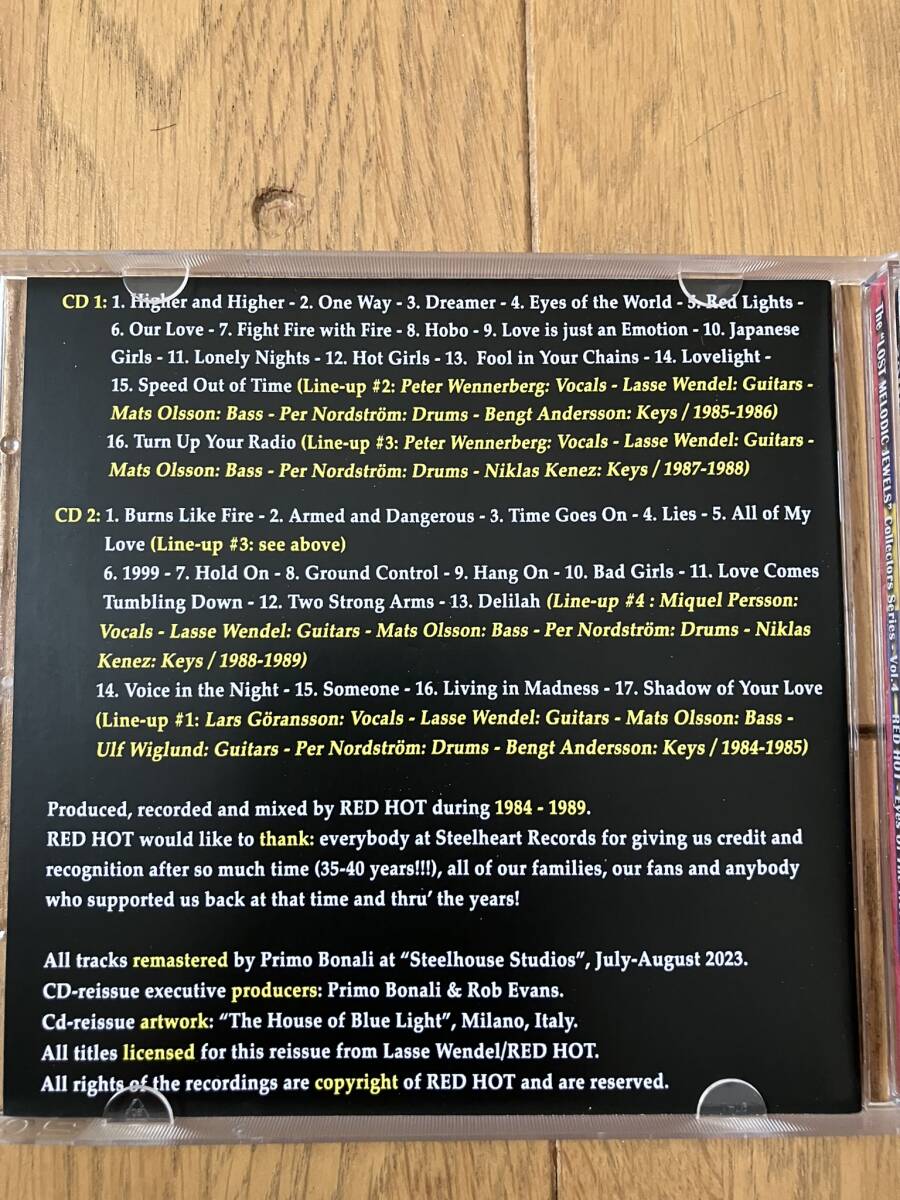 CD 1: 1. Higher and Higher - 2. One Way - 3. Dreamer - 4. Eyes of the World - 5. Red Lights -
6. Our Love - 7. Fight Fire with Fire - 8. Hobo - 9. Love is just an Emotion - 10. Japanese
Girls - 11. Lonely Nights - 12. Hot Girls - 13. Fool in Your Chains - 14. Lovelight -
15. Speed Out of Time (Line-up #2: Peter Wennerberg: Vocals - Lasse Wendel: Guitars -
Mats Olsson: Bass - Per Nordström: Drums - Bengt Andersson: Keys / 1985-1986)
16. Turn Up Your Radio (Line-up #3: Peter Wennerberg: Vocals - Lasse Wendel: Guitars -
Mats Olsson: Bass - Per Nordström: Drums - Niklas Kenez: Keys / 1987-1988)
CD 2: 1. Burns Like Fire - 2. Armed and Dangerous - 3. Time Goes On - 4. Lies - 5. All of My
Love (Line-up #3: see above)
6. 1999 - 7. Hold On - 8. Ground Control - 9. Hang On - 10. Bad Girls - 11. Love Comes
Tumbling Down - 12. Two Strong Arms - 13. Delilah (Line-up #4 : Miquel Persson:
Vocals - Lasse Wendel: Guitars - Mats Olsson: Bass - Per Nordström: Drums - Niklas
Kenez: Keys / 1988-1989)
14. Voice in the Night - 15. Someone - 16. Living in Madness - 17. Shadow of Your Love
(Line-up #1: Lars Göransson: Vocals - Lasse Wendel: Guitars - Mats Olsson: Bass -
Ulf Wiglund: Guitars - Per Nordström: Drums - Bengt Andersson: Keys / 1984-1985)
Produced, recorded and mixed by RED HOT during 1984 - 1989.
RED HOT would like to thank: everybody at Steelheart Records for giving us credit and
recognition after so much time (35-40 years!!!), all of our families, our fans and anybody
who supported us back at that time and thru' the years!
All tracks remastered by Primo Bonali at “Steelhouse Studios”, July-August 2023.
CD-reissue executive producers: Primo Bonali & Rob Evans.
Cd-reissue artwork: “The House of Blue Light”, Milano, Italy.
All titles licensed for this reissue from Lasse Wendel/RED HOT.
All rights of the recordings are copyright of RED HOT and are reserved.
The “LOST MELODIC JEWELS” Collectors Series - Vol.4 - RED HOT - Eyes of the